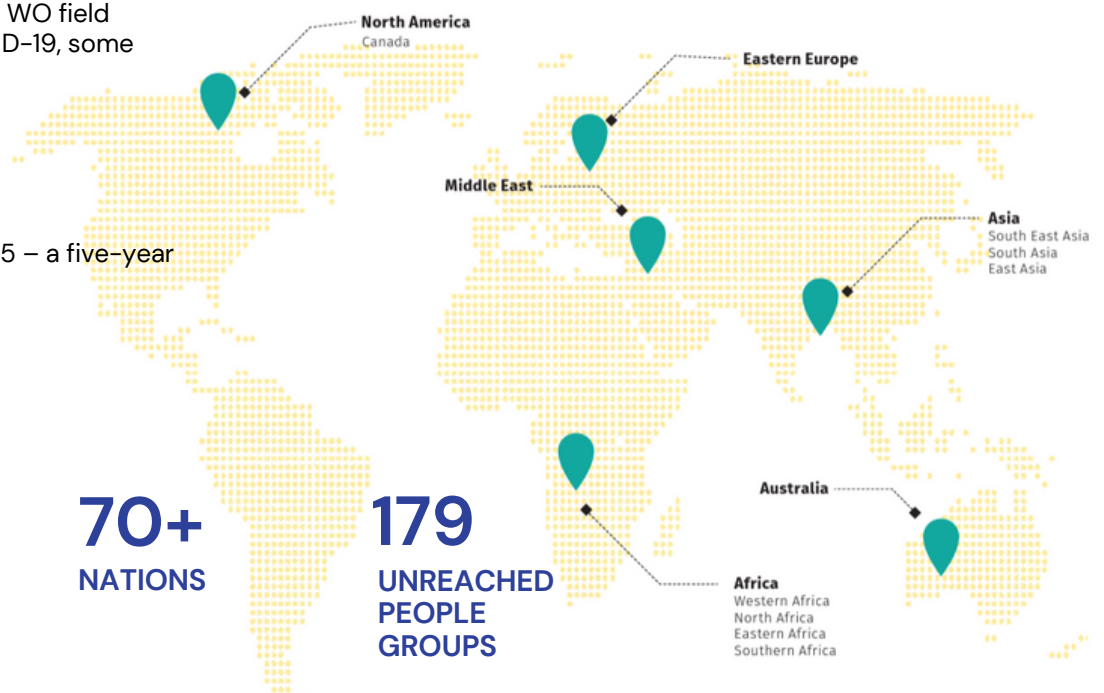 WO field
D-19, some
5 – a five-year
North America
Canada
Eastern Europe
Middle East
Asia
South East Asia
South Asia
East Asia
70+
NATIONS
179
UNREACHED
PEOPLE
GROUPS
Australia
Africa
Western Africa
North Africa
Eastern Africa
Southern Africa